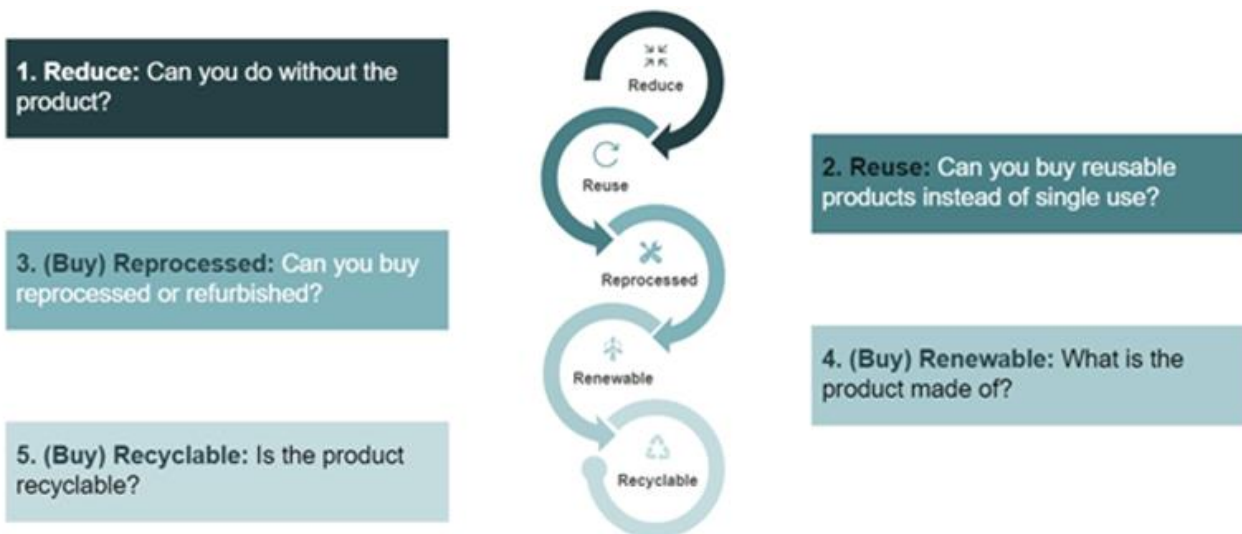 1. Reduce: Can you do without the
product?
Reduce
Reuse
2. Reuse: Can you buy reusable
products instead of single use?
3. (Buy) Reprocessed: Can you buy
reprocessed or refurbished?
Reprocessed
Renewable
4. (Buy) Renewable: What is the
product made of?
5. (Buy) Recyclable: Is the product
recyclable?
Recyclable